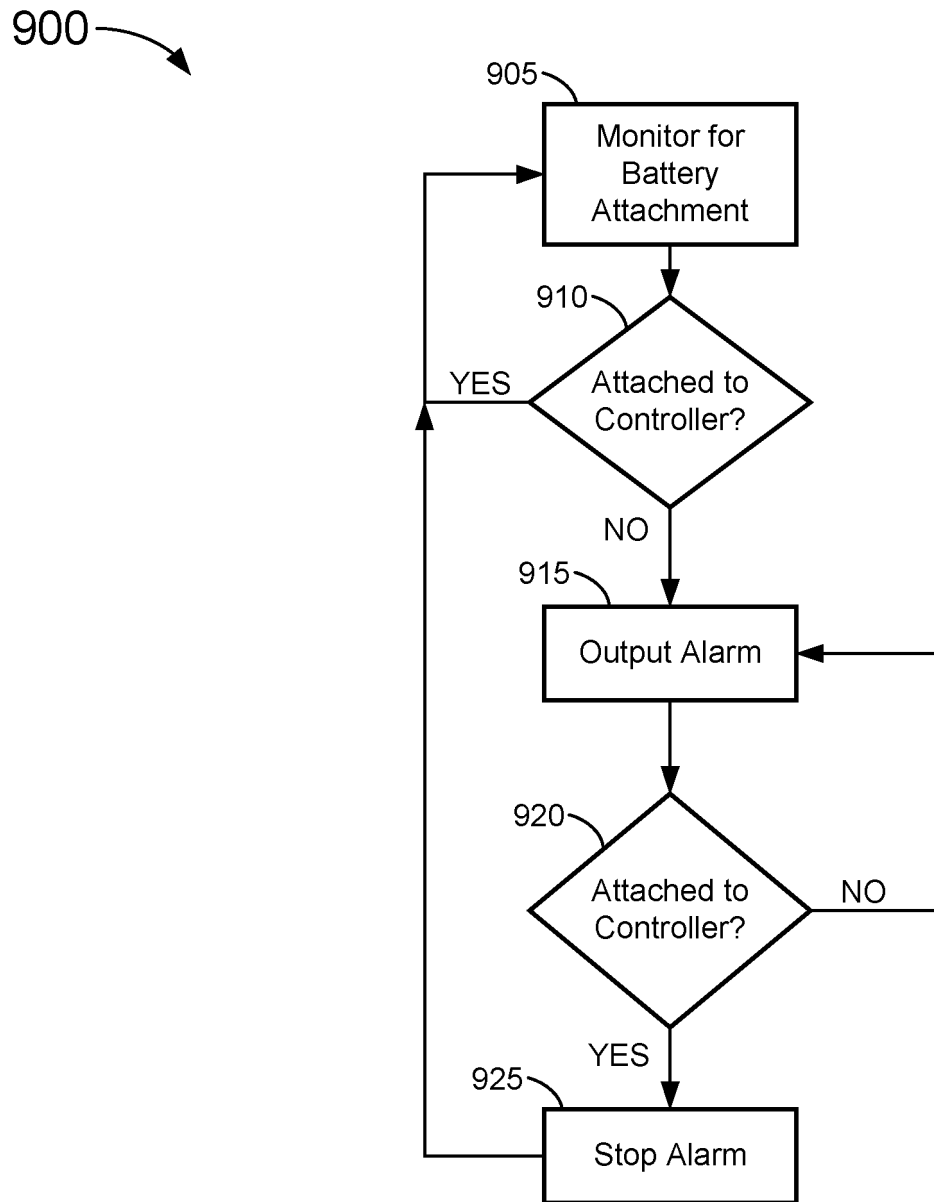 900
905
Monitor for
Battery
Attachment
910
YES
Attached to
Controller?
NO
915
Output Alarm
920
Attached to
Controller?
NO
YES
925
Stop Alarm